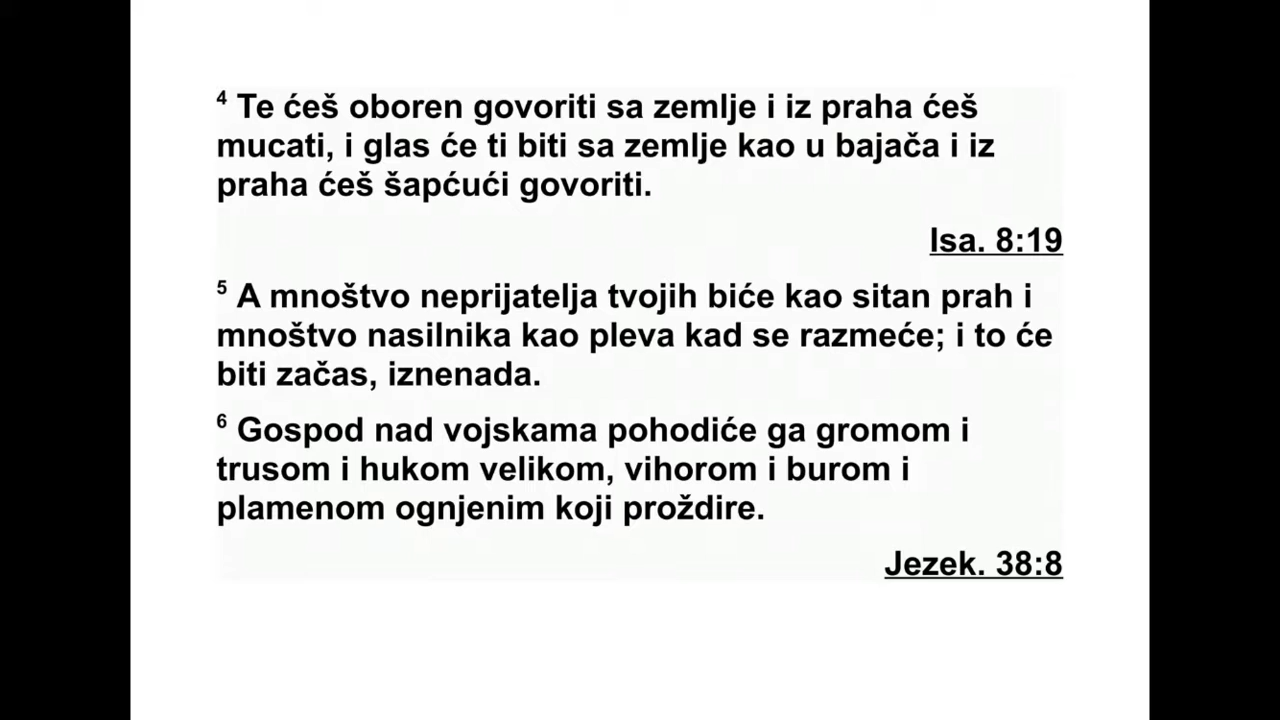 4 Te ćeš oboren govoriti sa zemlje i iz praha ćeš
mucati, i glas će ti biti sa zemlje kao u bajača i iz
praha ćeš šapćući govoriti.
Isa. 8:19
5 A mnoštvo neprijatelja tvojih biće kao sitan prah i
mnoštvo nasilnika kao pleva kad se razmeće; i to će
biti začas, iznenada.
6 Gospod nad vojskama pohodiće ga gromom i
trusom i hukom velikom, vihorom i burom i
plamenom ognjenim koji proždire.
Jezek. 38:8